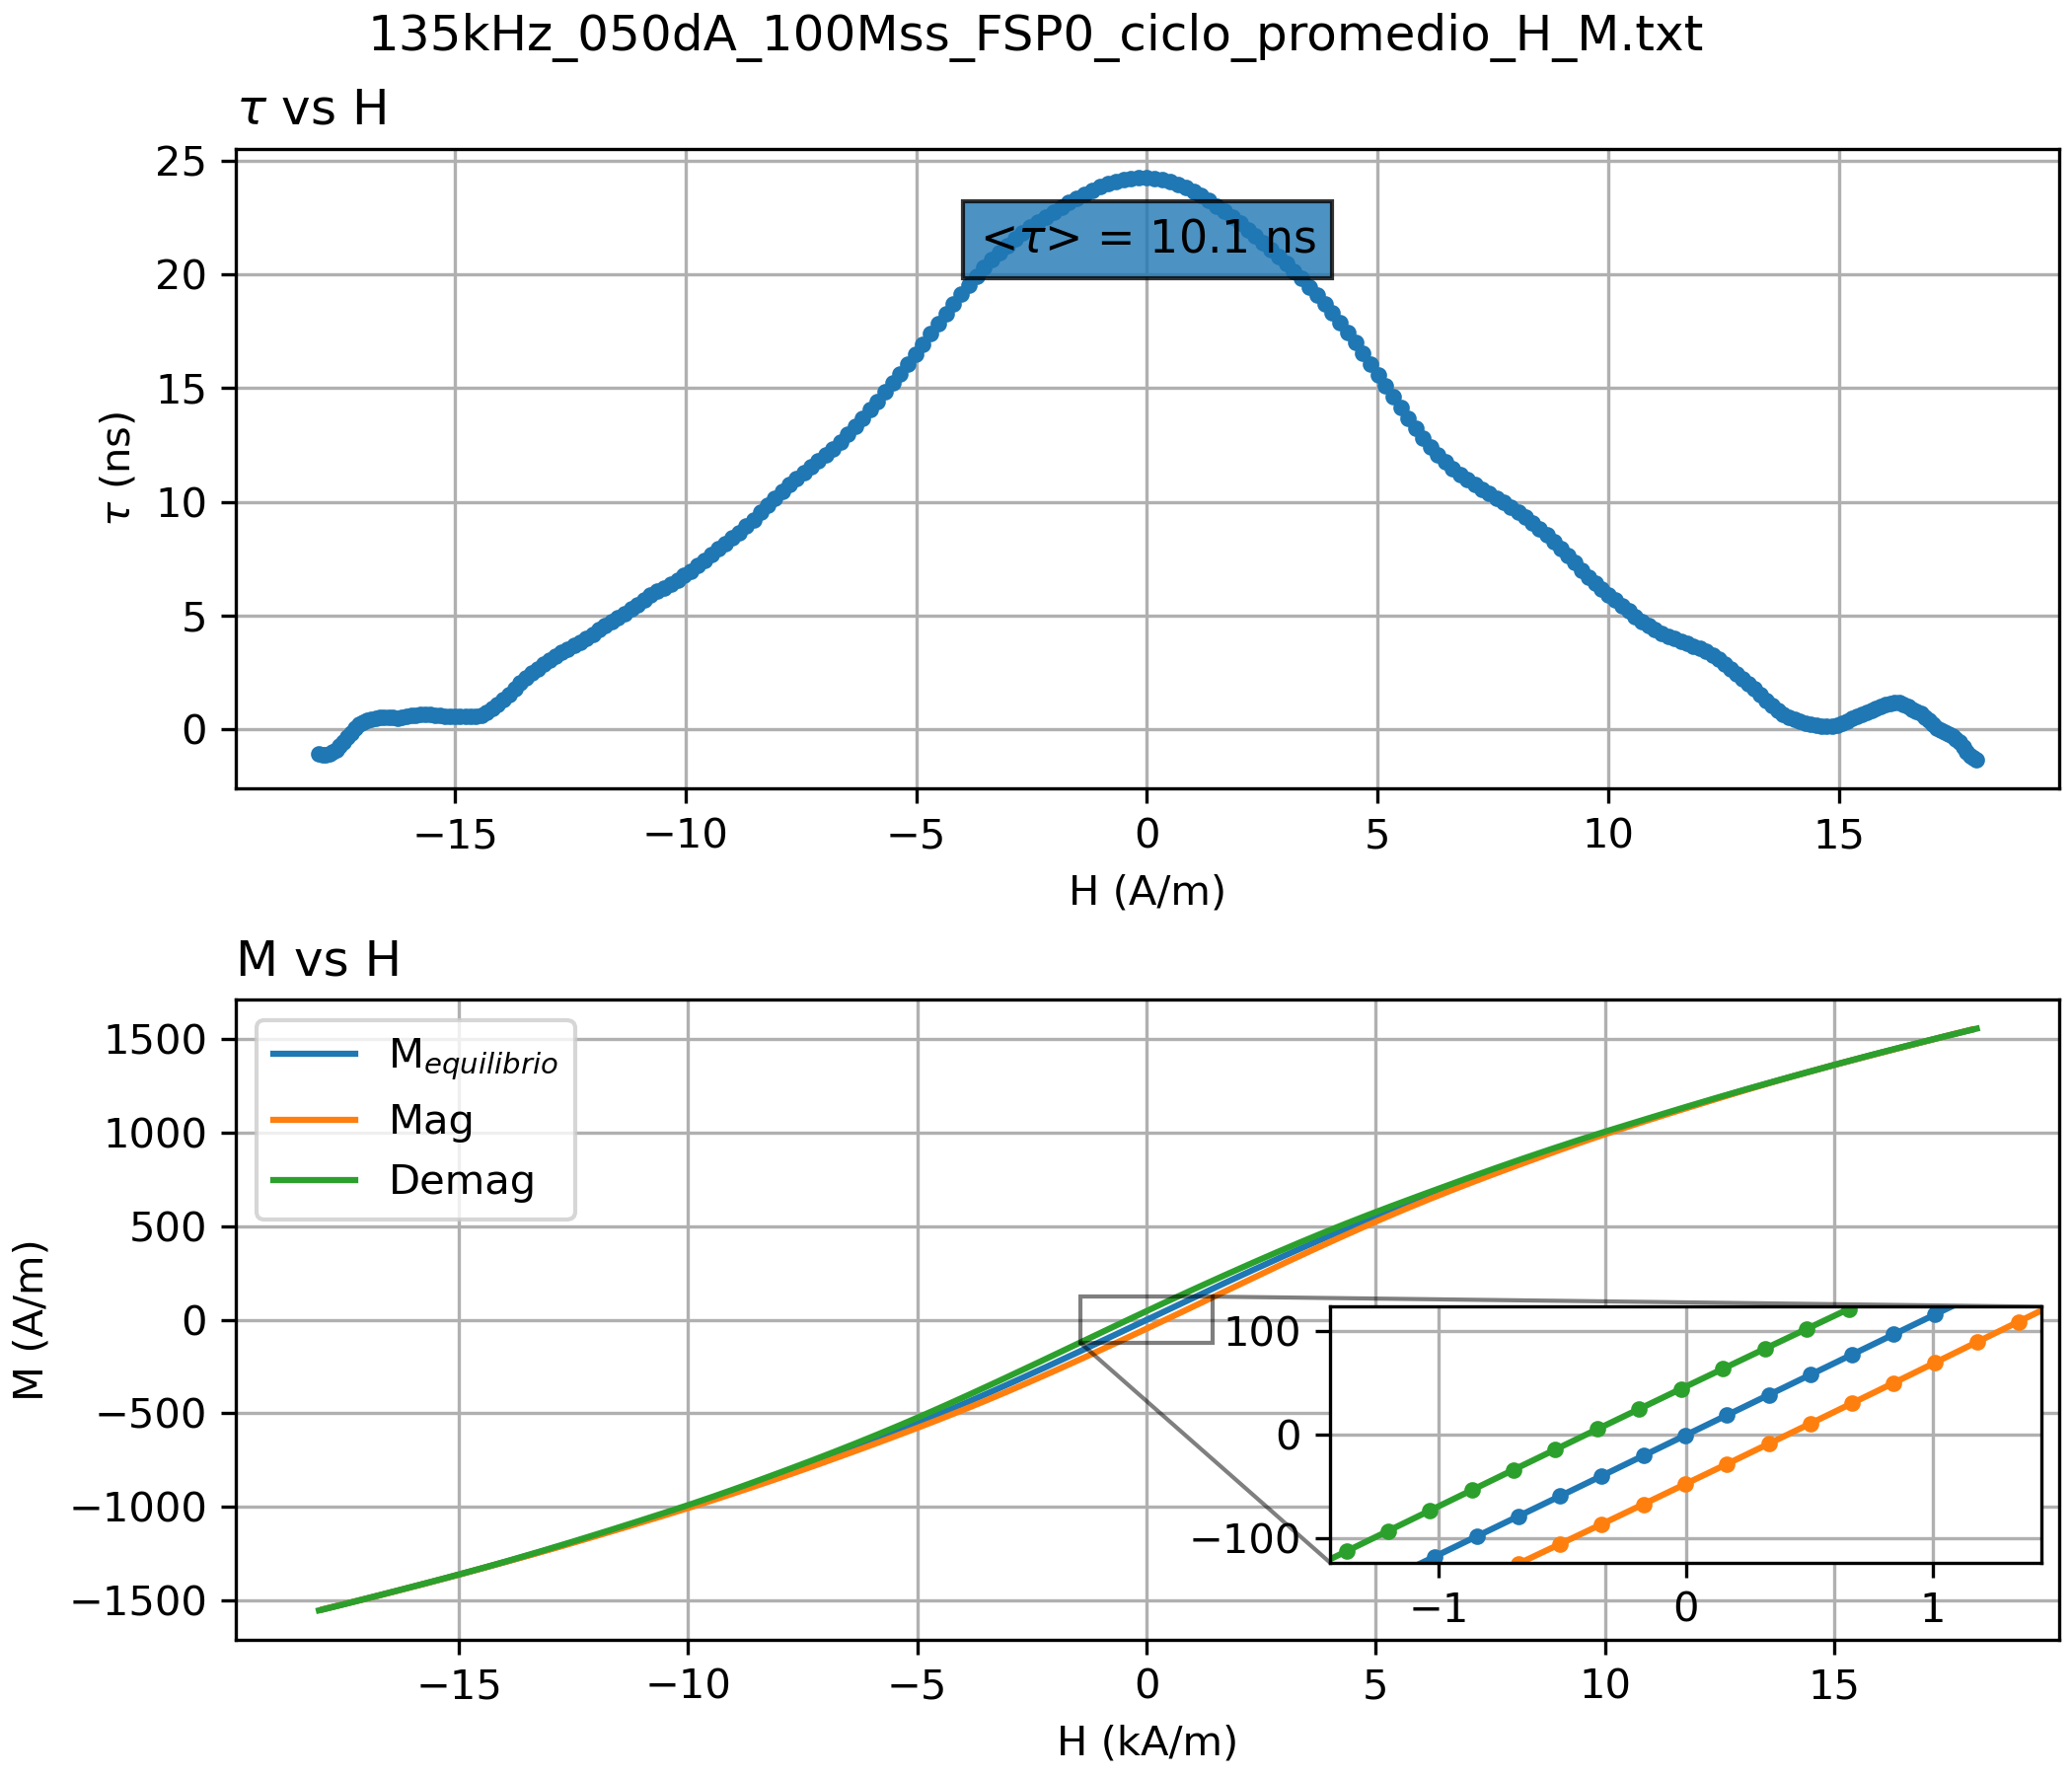 135kHz_050dA_100Mss_FSP0_ciclo_promedio_H_M.txt
τ vs H
25
20
15
10
5
0
τ (ns)
<τ> = 10.1 ns
−15 −10 −5 0 5 10 15
H (A/m)
M vs H
1500
1000
500
0
−500
−1000
−1500
M (A/m)
Mequilibrio
Mag
Demag
100
0
−100
−1 0 1
−15 −10 −5 0 5 10 15
H (kA/m)